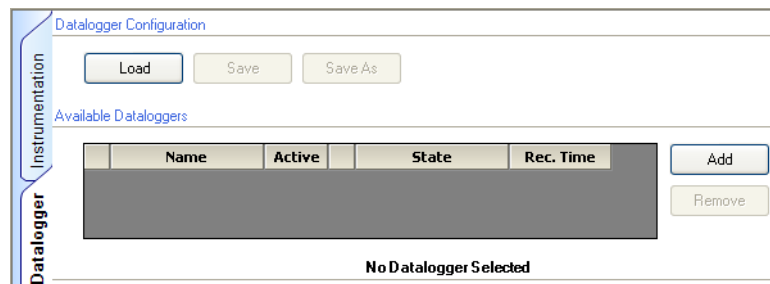 Datalogger Configuration
Load Save Save As
Available Dataloggers
Name Active State Rec. Time
Add
Remove
No Datalogger Selected
Instrumentation
Datalogger